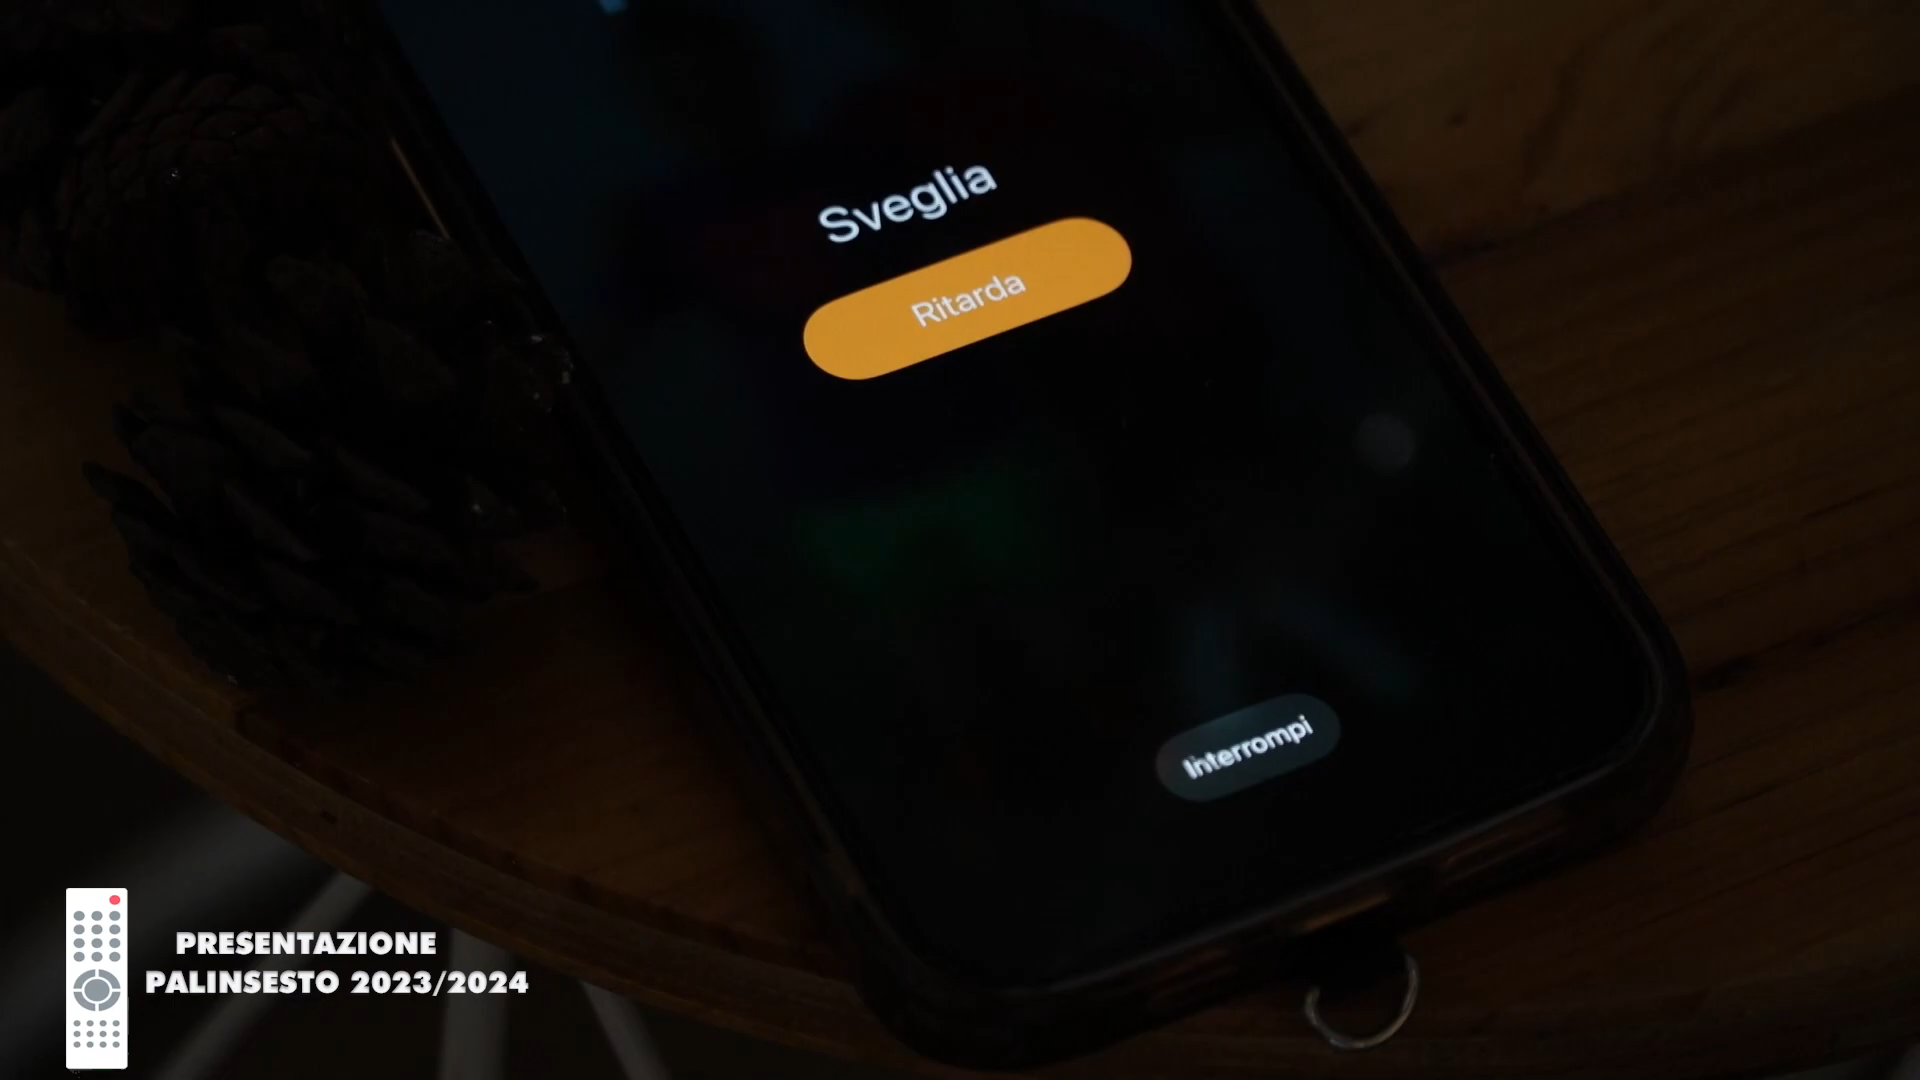 Sveglia
Ritarda
Interrompi
PRESENTAZIONE
PALINSESTO 2023/2024